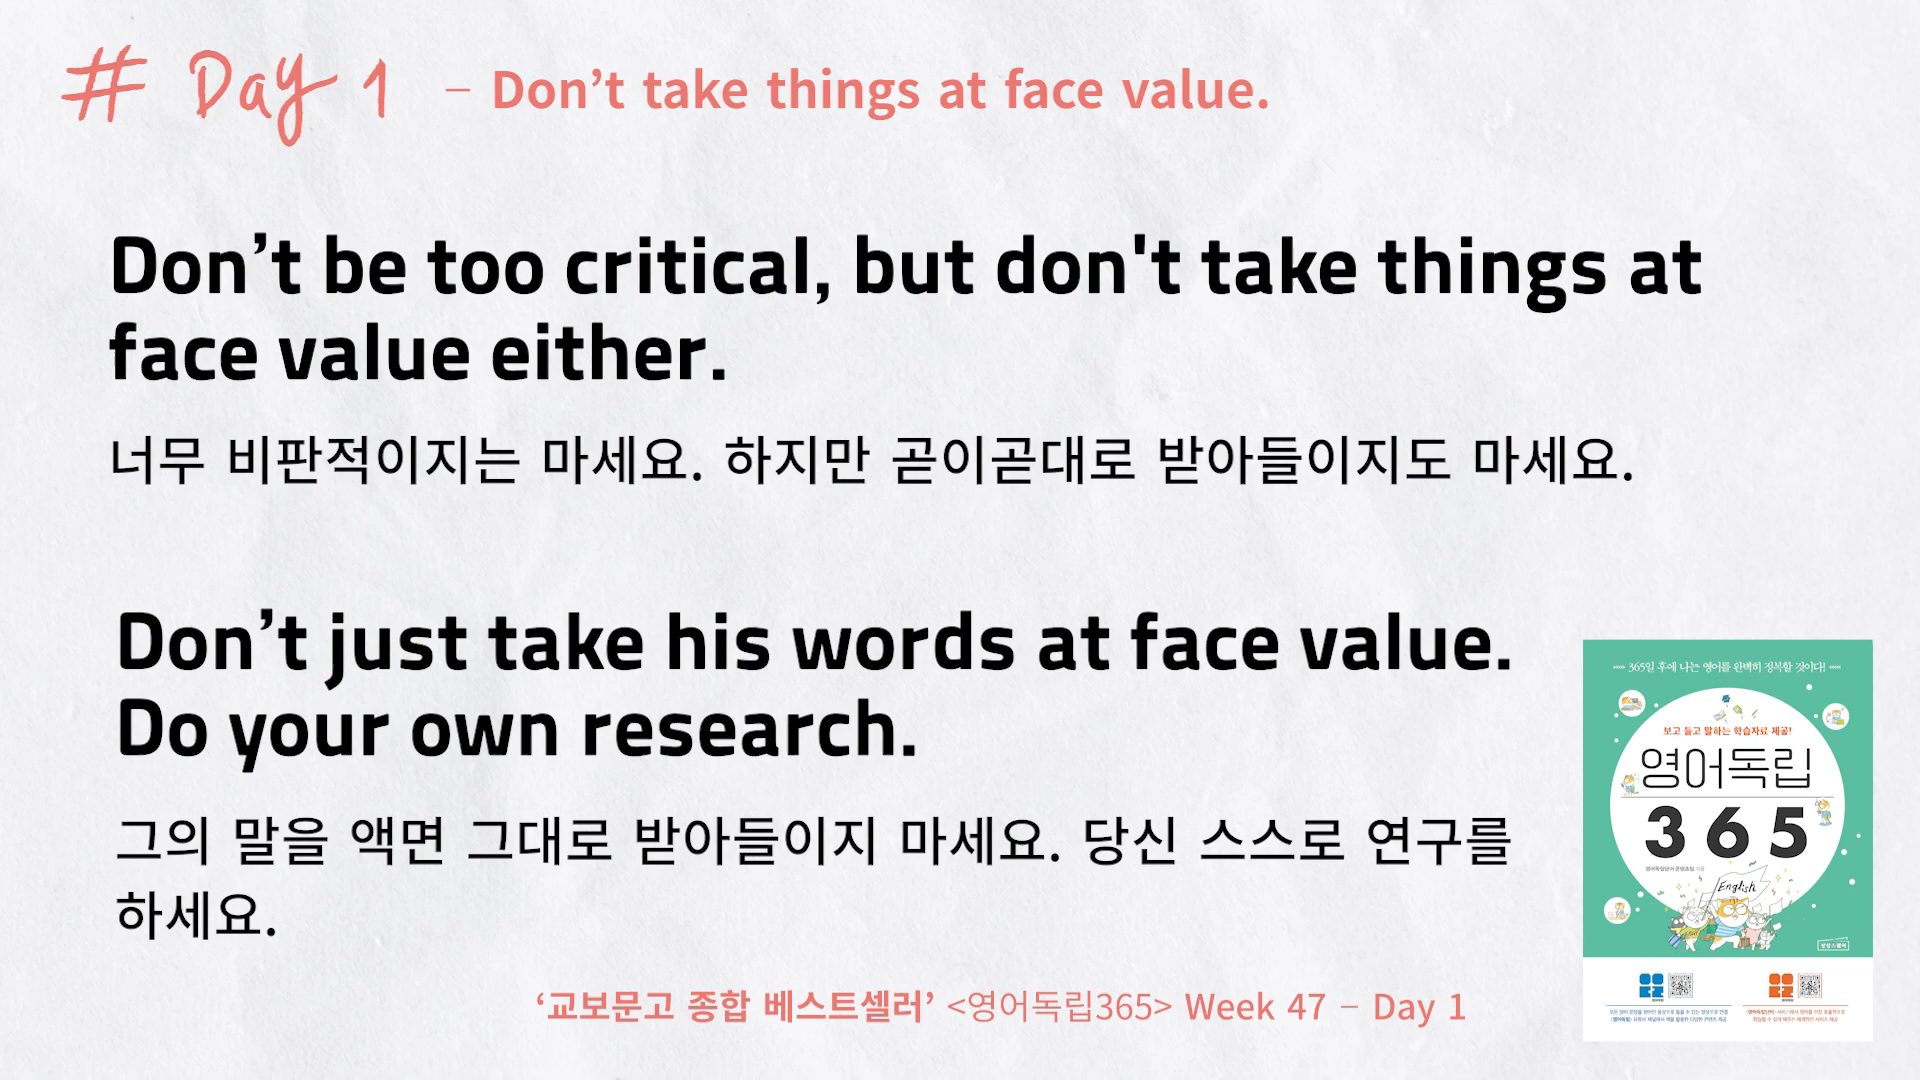 # Day 1 – Don’t take things at face value.
Don’t be too critical, but don't take things at
face value either.
너무 비판적이지는 마세요. 하지만 곧이곧대로 받아들이지도 마세요.
Don’t just take his words at face value.
Do your own research.
그의 말을 액면 그대로 받아들이지 마세요. 당신 스스로 연구를
하세요.
‘교보문고 종합 베스트셀러’ <영어독립365> Week 47 – Day 1
365일 후에 나는 영어를 완벽히 정복할 것이다!
보고 듣고 말하는 학습자료 제공!
영어독립
365
English